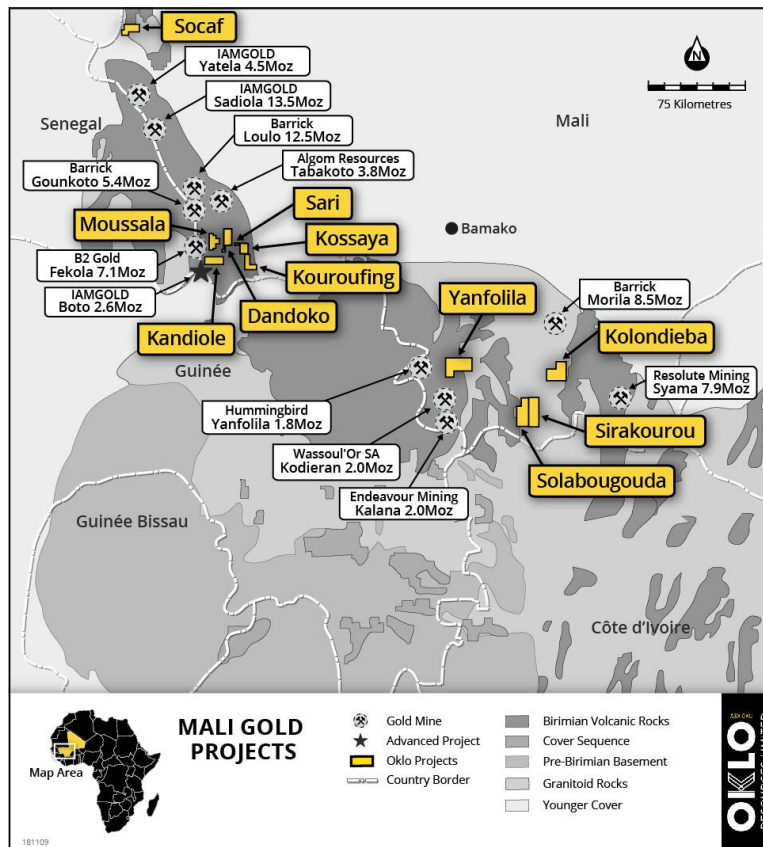 Socaf
IAMGOLD
Yatela 4.5Moz
IAMGOLD
Sadiola 13.5Moz
N
75 Kilometres
Senegal
Mali
Barrick
Loulo 12.5Moz
Algom Resources
Tabakoto 3.8Moz
Barrick
Gounkoto 5.4Moz
Sari
Moussala
Kossaya
Bamako
B2 Gold
Fekola 7.1Moz
Kouroufing
IAMGOLD
Boto 2.6Moz
Dandoko
Yanfolila
Barrick
Morila 8.5Moz
Kandiole
Kolondieba
Guinée
Resolute Mining
Syama 7.9Moz
Hummingbird
Yanfolila 1.8Moz
Sirakourou
Wassoul'Or SA
Kodieran 2.0Moz
Solabougouda
Endeavour Mining
Kalana 2.0Moz
Guinée Bissau
Côte d'Ivoire
Map Area
MALI GOLD
PROJECTS
Gold Mine
Advanced Project
Oklo Projects
Country Border
Birimian Volcanic Rocks
Cover Sequence
Pre-Birimian Basement
Granitoid Rocks
Younger Cover
OKLO
181109